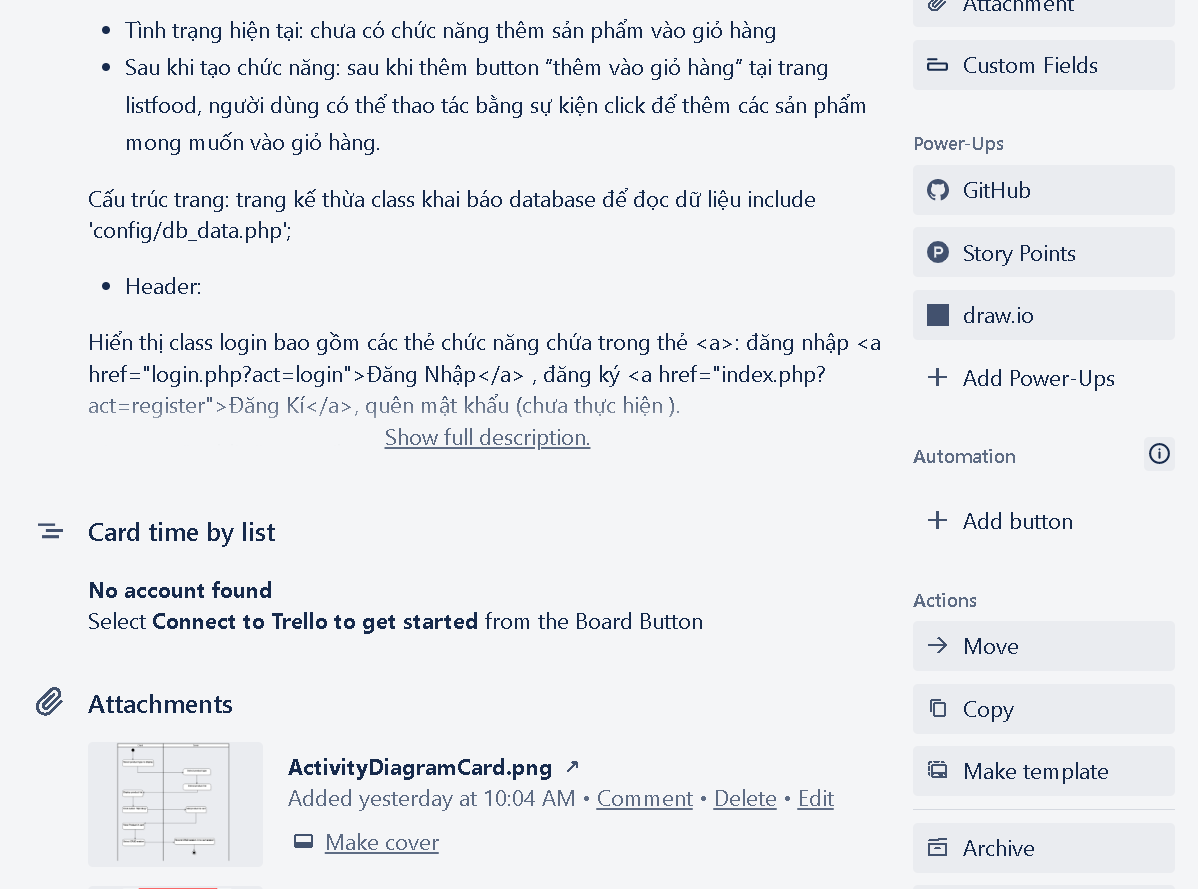 Tình trạng hiện tại: chưa có chức năng thêm sản phẩm vào giỏ hàng
Sau khi tạo chức năng: sau khi thêm button “thêm vào giỏ hàng” tại trang
listfood, người dùng có thể thao tác bằng sự kiện click để thêm các sản phẩm
mong muốn vào giỏ hàng.
Cấu trúc trang: trang kế thừa class khai báo database để đọc dữ liệu include
'config/db_data.php';
Header:
Hiển thị class login bao gồm các thẻ chức năng chứa trong thẻ <a>: đăng nhập <a
href="login.php?act=login">Đăng Nhập</a> , đăng ký <a href="index.php?
act=register">Đăng Kí</a>, quên mật khẩu (chưa thực hiện ).
Show full description.
Card time by list
No account found
Select Connect to Trello to get started from the Board Button
Attachments
ActivityDiagramCard.png ↗
Added yesterday at 10:04 AM • Comment • Delete • Edit
Make cover
Attachment
Custom Fields
Power-Ups
GitHub
Story Points
draw.io
Add Power-Ups
Automation
Add button
Actions
Move
Copy
Make template
Archive